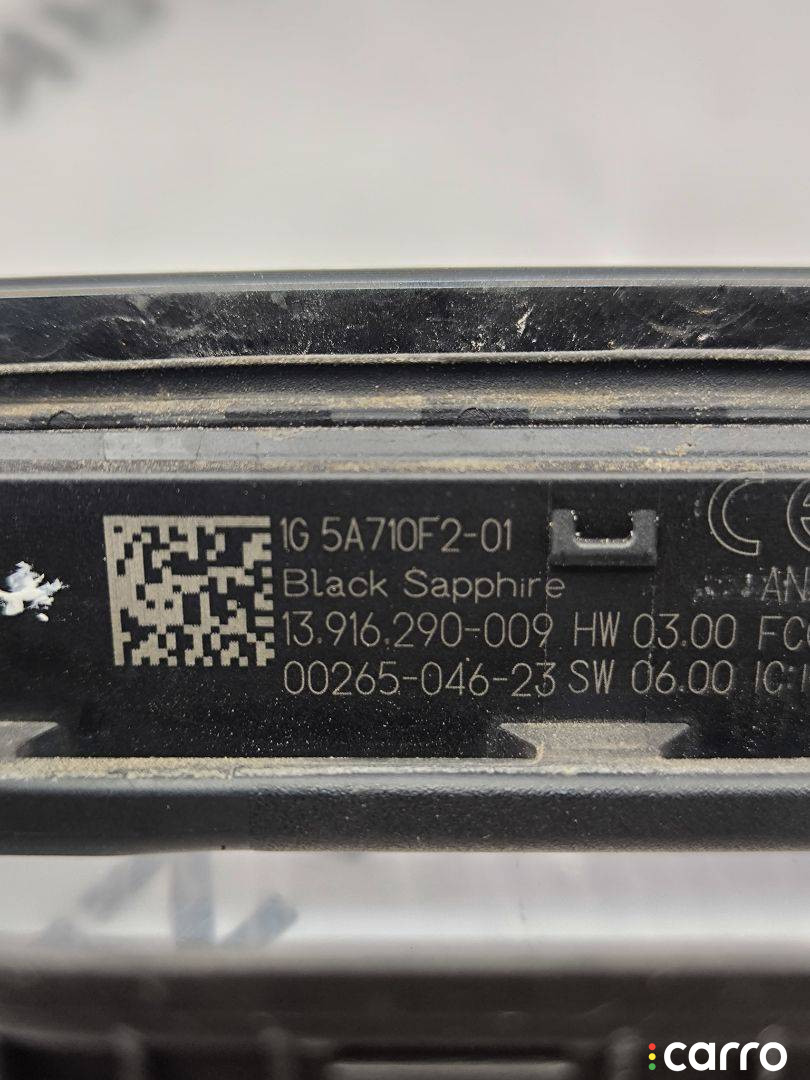 1G 5A710F2-01
Black Sapphire
13.916.290-009 HW 03.00
00265-046-23 SW 06.00 IC:
carro